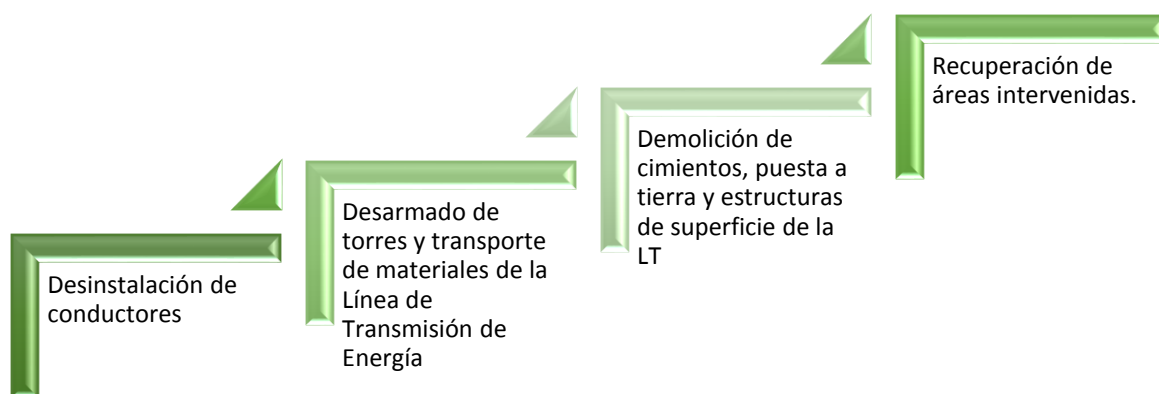 Desinstalación de
conductores
Desarmado de
torres y transporte
de materiales de la
Línea de
Transmisión de
Energía
Demolición de
cimientos, puesta a
tierra y estructuras
de superficie de la
LT
Recuperación de
áreas intervenidas.